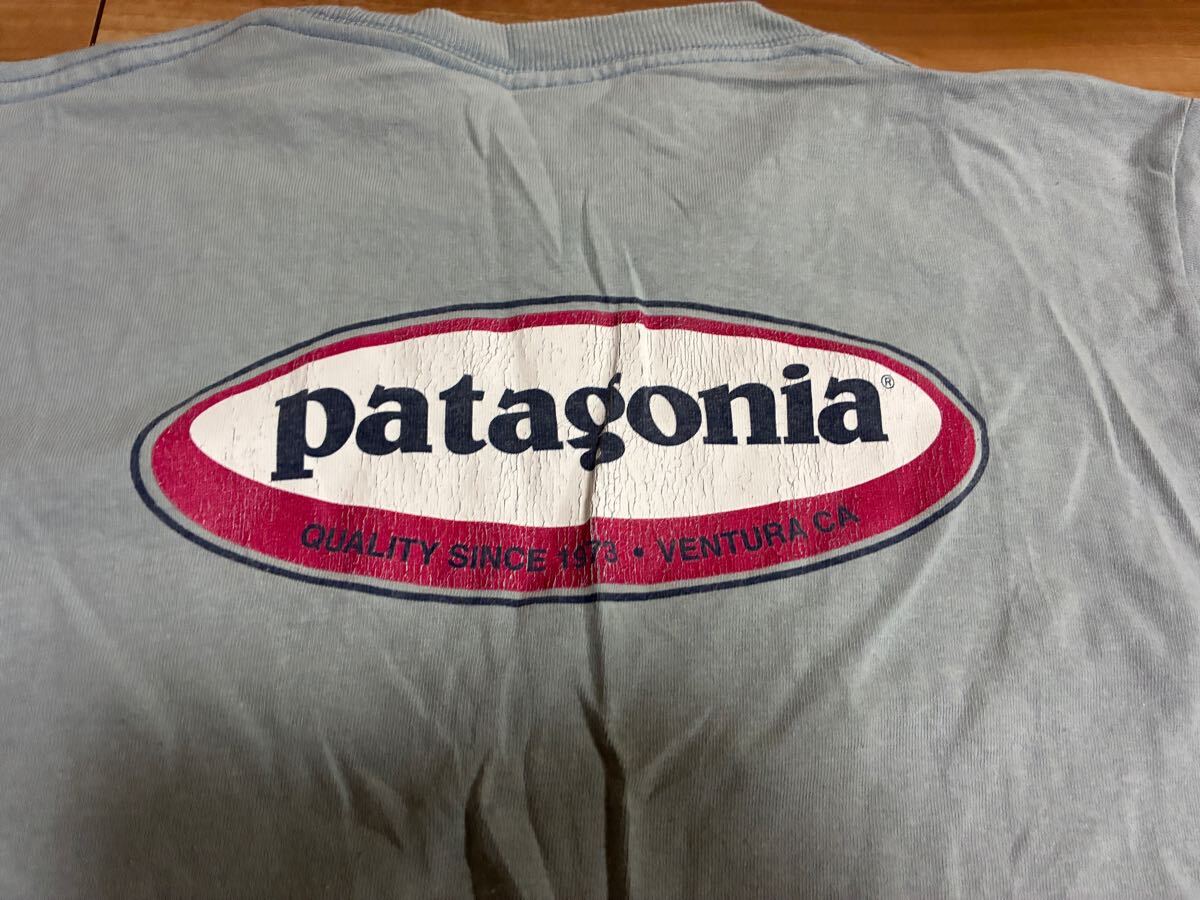 patagonia®
QUALITY SINCE 1973 • VENTURA CA